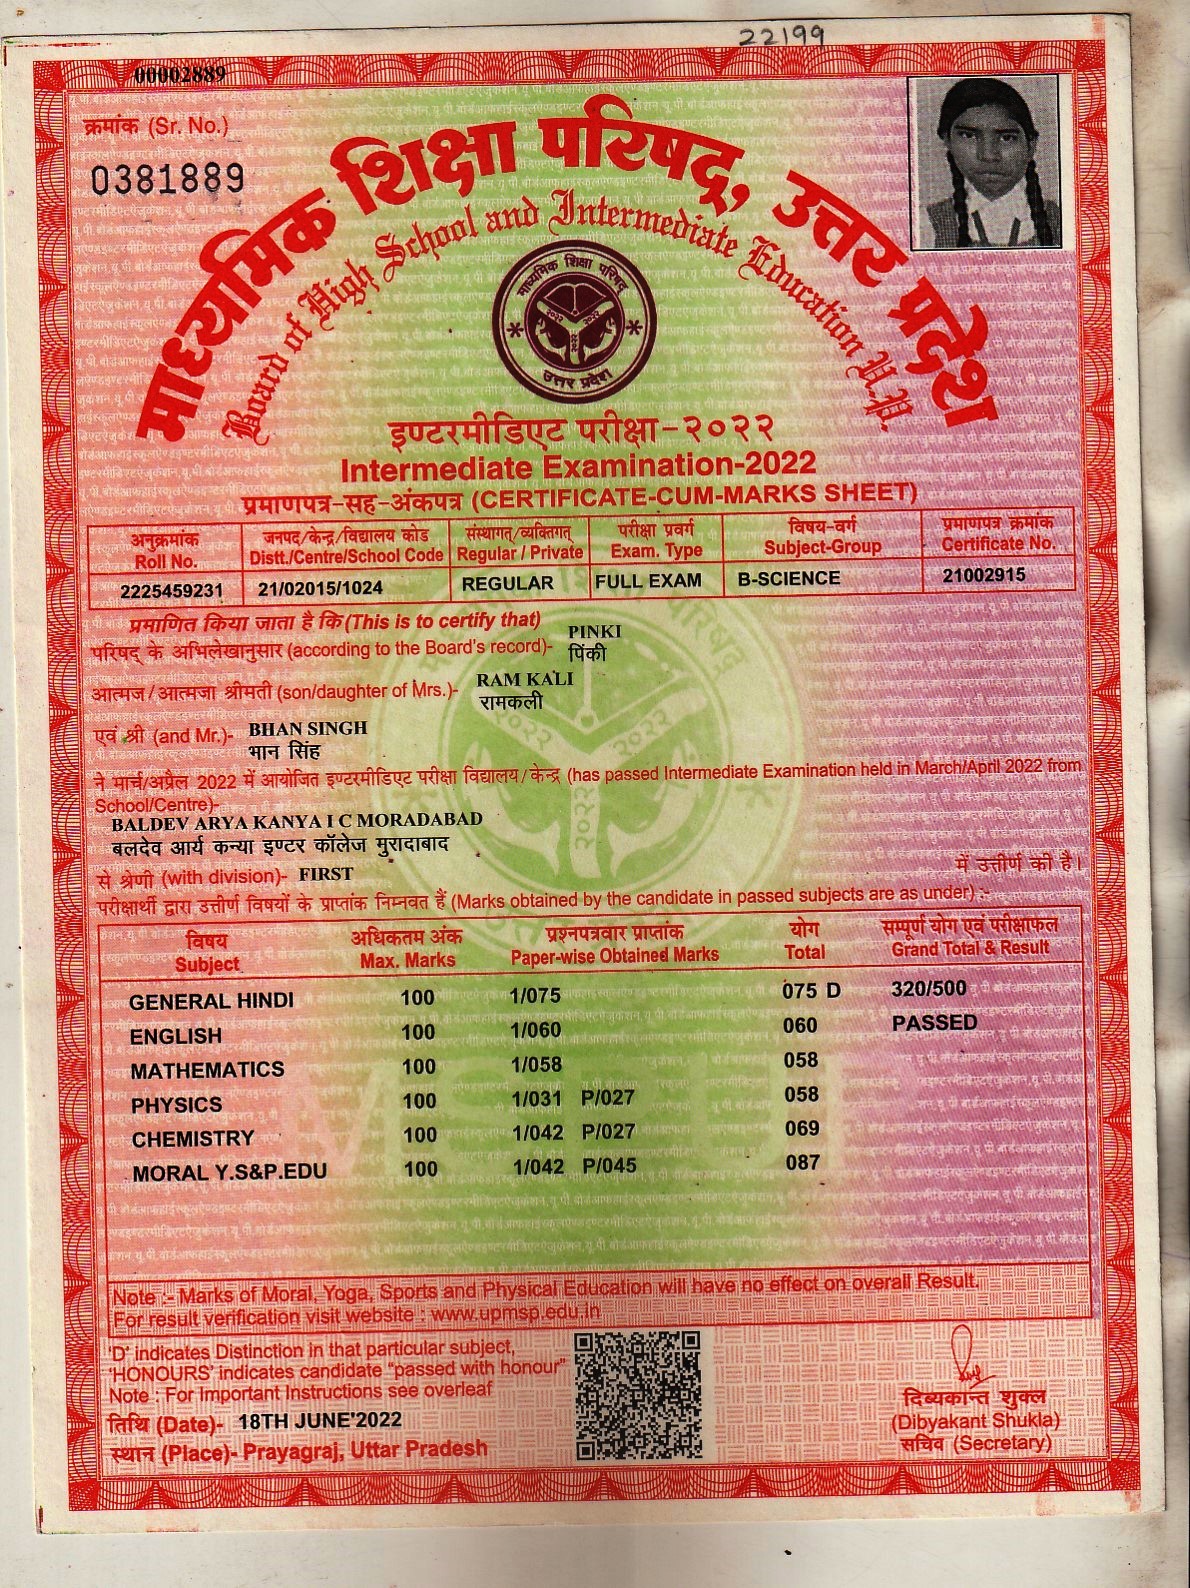 22199
00002889
क्रमांक (Sr. No.)
0381889
माध्यमिक शिक्षा परिषद्, उत्तर प्रदेश
Board of High School and Intermediate Education U.P.
माध्यमिक शिक्षा परिषद्
२०२२ २०२२
२०२२
उत्तर प्रदेश
इण्टरमीडिएट परीक्षा-२०२२
Intermediate Examination-2022
प्रमाणपत्र-सह-अंकपत्र (CERTIFICATE-CUM-MARKS SHEET)
अनुक्रमांक जनपद/केन्द्र/विद्यालय कोड संस्थागत्/व्यक्तिगत् परीक्षा प्रवर्ग विषय-वर्ग प्रमाणपत्र क्रमांक
Roll No. Distt./Centre/School Code Regular / Private Exam. Type Subject-Group Certificate No.
2225459231 21/02015/1024 REGULAR FULL EXAM B-SCIENCE 21002915
प्रमाणित किया जाता है कि (This is to certify that)
परिषद् के अभिलेखानुसार (according to the Board's record)- PINKI
पिंकी
आत्मज/आत्मजा श्रीमती (son/daughter of Mrs.)- RAM KALI
रामकली
एवं श्री (and Mr.)- BHAN SINGH
भान सिंह
ने मार्च/अप्रैल 2022 में आयोजित इण्टरमीडिएट परीक्षा विद्यालय/केन्द्र (has passed Intermediate Examination held in March/April 2022 from
School/Centre)-
BALDEV ARYA KANYA I C MORADABAD
बलदेव आर्य कन्या इण्टर कॉलेज मुरादाबाद
से श्रेणी (with division)- FIRST में उत्तीर्ण की है।
परीक्षार्थी द्वारा उत्तीर्ण विषयों के प्राप्तांक निम्नवत हैं (Marks obtained by the candidate in passed subjects are as under) :-
विषय अधिकतम अंक प्रश्नपत्रवार प्राप्तांक योग सम्पूर्ण योग एवं परीक्षाफल
Subject Max. Marks Paper-wise Obtained Marks Total Grand Total & Result
GENERAL HINDI 100 1/075 075 D 320/500
ENGLISH 100 1/060 060 PASSED
MATHEMATICS 100 1/058 058
PHYSICS 100 1/031 P/027 058
CHEMISTRY 100 1/042 P/027 069
MORAL Y.S&P.EDU 100 1/042 P/045 087
Note :- Marks of Moral, Yoga, Sports and Physical Education will have no effect on overall Result.
For result verification visit website : www.upmsp.edu.in
'D' indicates Distinction in that particular subject,
'HONOURS' indicates candidate "passed with honour"
Note : For Important Instructions see overleaf
तिथि (Date)- 18TH JUNE'2022
स्थान (Place)- Prayagraj, Uttar Pradesh
दिब्यकान्त शुक्ल
(Dibyakant Shukla)
सचिव (Secretary)